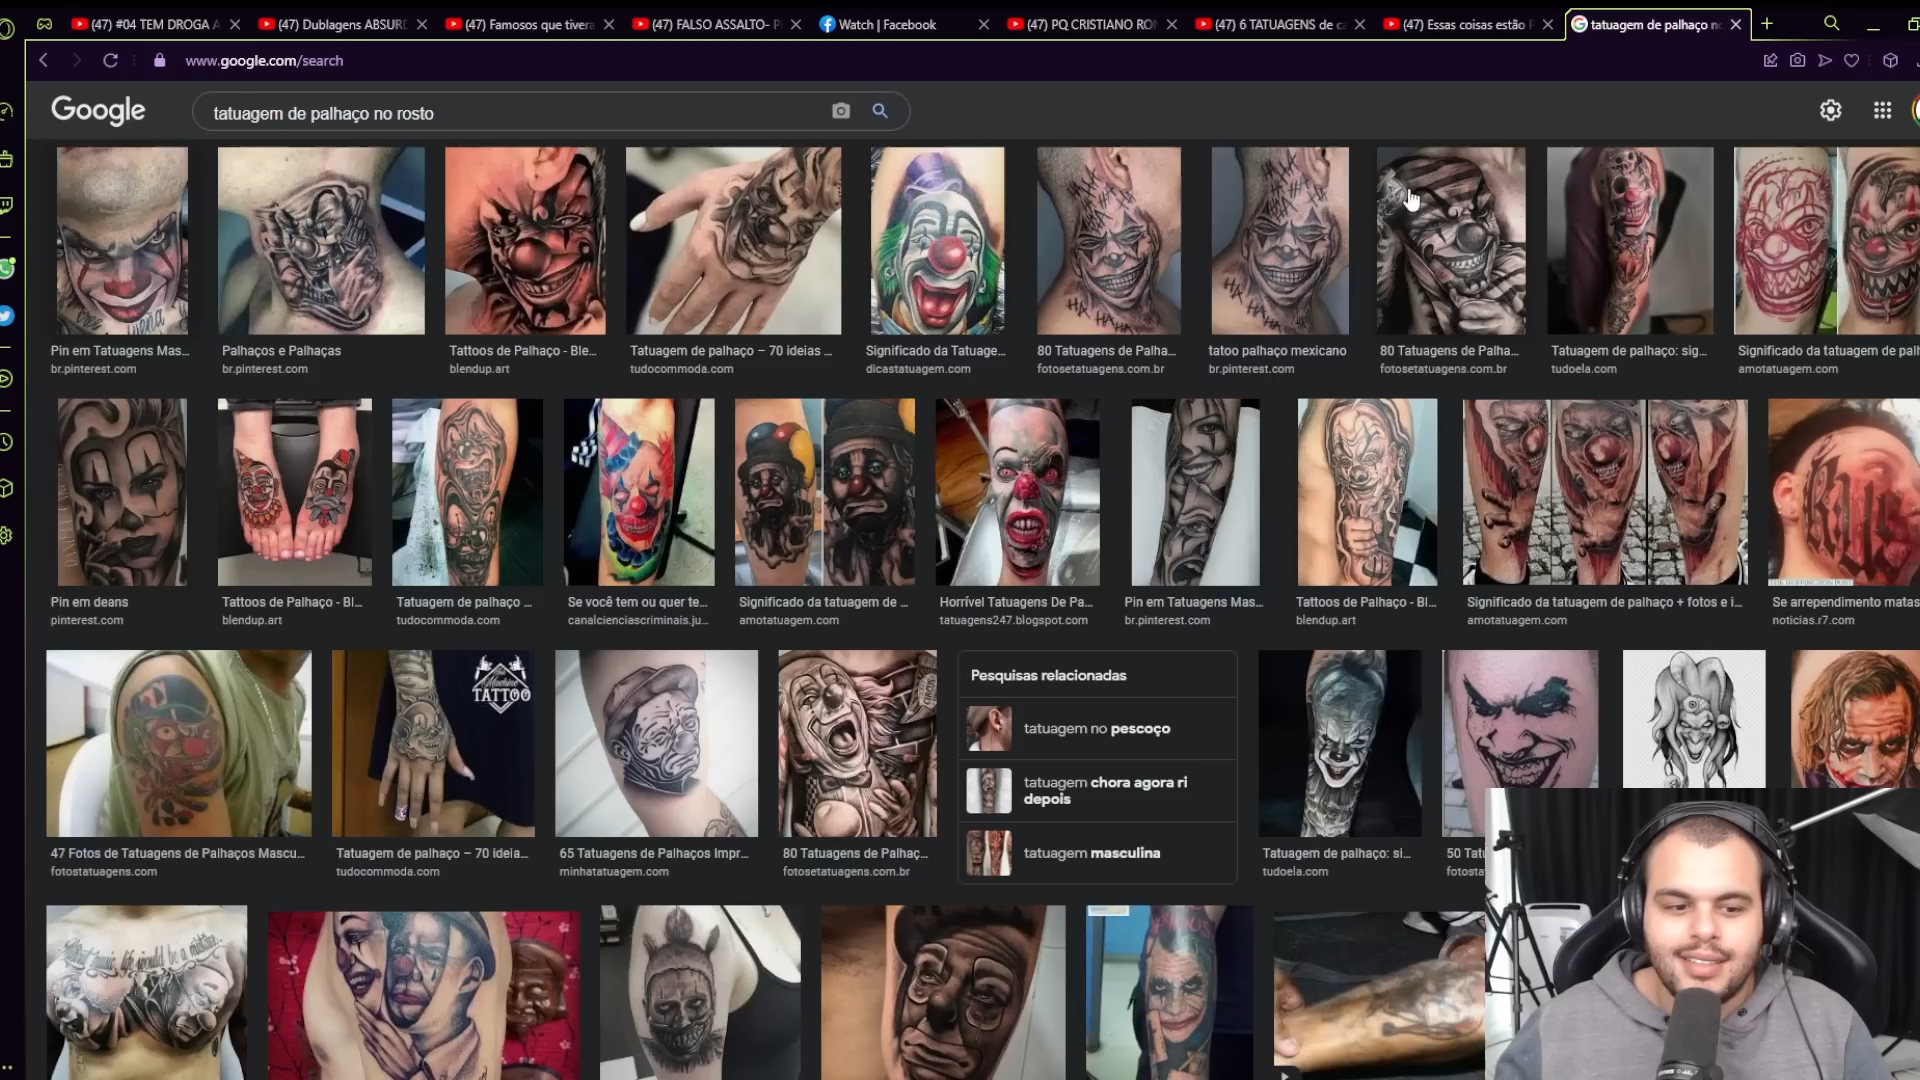 (47) #04 TEM DROGA A
(47) Dublagens ABSURD
(47) Famosos que tivera
(47) FALSO ASSALTO- P
Watch | Facebook
(47) PQ CRISTIANO RO
(47) 6 TATUAGENS de c
(47) Essas coisas estão P
tatuagem de palhaço no
www.google.com/search
Google
tatuagem de palhaço no rosto
Pin em Tatuagens Mas...
br.pinterest.com
Palhaços e Palhaças
br.pinterest.com
Tattoos de Palhaço - Ble...
blendup.art
Tatuagem de palhaço – 70 ideias ...
tudocommoda.com
Significado da Tatuage...
dicastatuagem.com
80 Tatuagens de Palha...
fotosetatuagens.com.br
tatoo palhaço mexicano
br.pinterest.com
80 Tatuagens de Palha...
fotosetatuagens.com.br
Tatuagem de palhaço: sig...
tudoela.com
Significado da tatuagem de palh
amotatuagem.com
Pin em deans
pinterest.com
Tattoos de Palhaço - Bl...
blendup.art
Tatuagem de palhaço ...
tudocommoda.com
Se você tem ou quer te...
canalcienciascriminais.ju...
Significado da tatuagem de ...
amotatuagem.com
Horrível Tatuagens De Pa...
tatuagens247.blogspot.com
Pin em Tatuagens Mas...
br.pinterest.com
Tattoos de Palhaço - Bl...
blendup.art
Significado da tatuagem de palhaço + fotos e i...
amotatuagem.com
THE HUFFINGTON POST
Se arrependimento matas
noticias.r7.com
TATTOO
47 Fotos de Tatuagens de Palhaços Mascu...
fotostatuagens.com
Tatuagem de palhaço – 70 ideia...
tudocommoda.com
65 Tatuagens de Palhaços Impr...
minhatatuagem.com
80 Tatuagens de Palhaç...
fotosetatuagens.com.br
Pesquisas relacionadas
tatuagem no pescoço
tatuagem chora agora ri
depois
tatuagem masculina
Tatuagem de palhaço: si...
tudoela.com
50 Tatu
fotosta